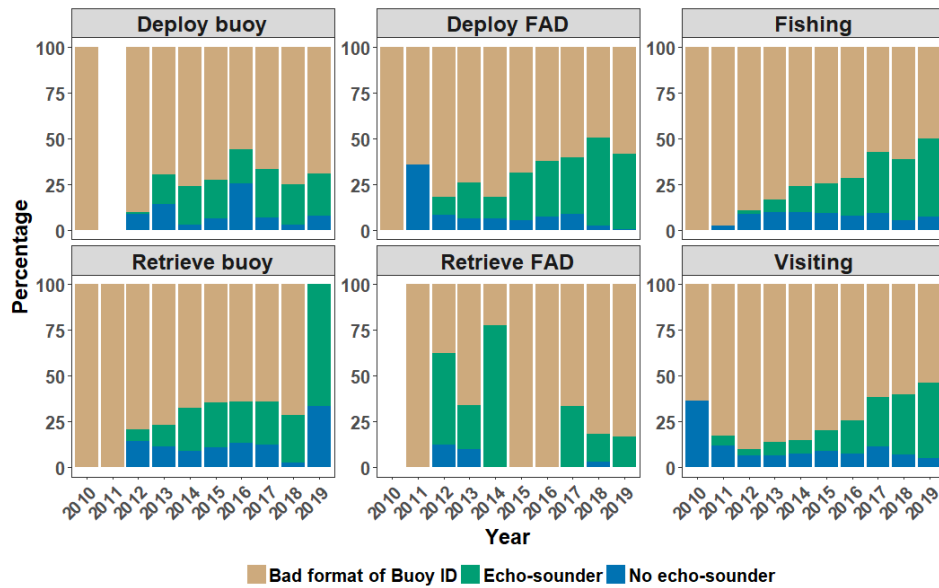 Deploy buoy Deploy FAD Fishing
100 100 100
75 75 75
50 50 50
25 25 25
0 0 0
Percentage
Retrieve buoy Retrieve FAD Visiting
100 100 100
75 75 75
50 50 50
25 25 25
0 0 0
2010 2011 2012 2013 2014 2015 2016 2017 2018 2019 2010 2011 2012 2013 2014 2015 2016 2017 2018 2019 2010 2011 2012 2013 2014 2015 2016 2017 2018 2019
Year
Bad format of Buoy ID Echo-sounder No echo-sounder